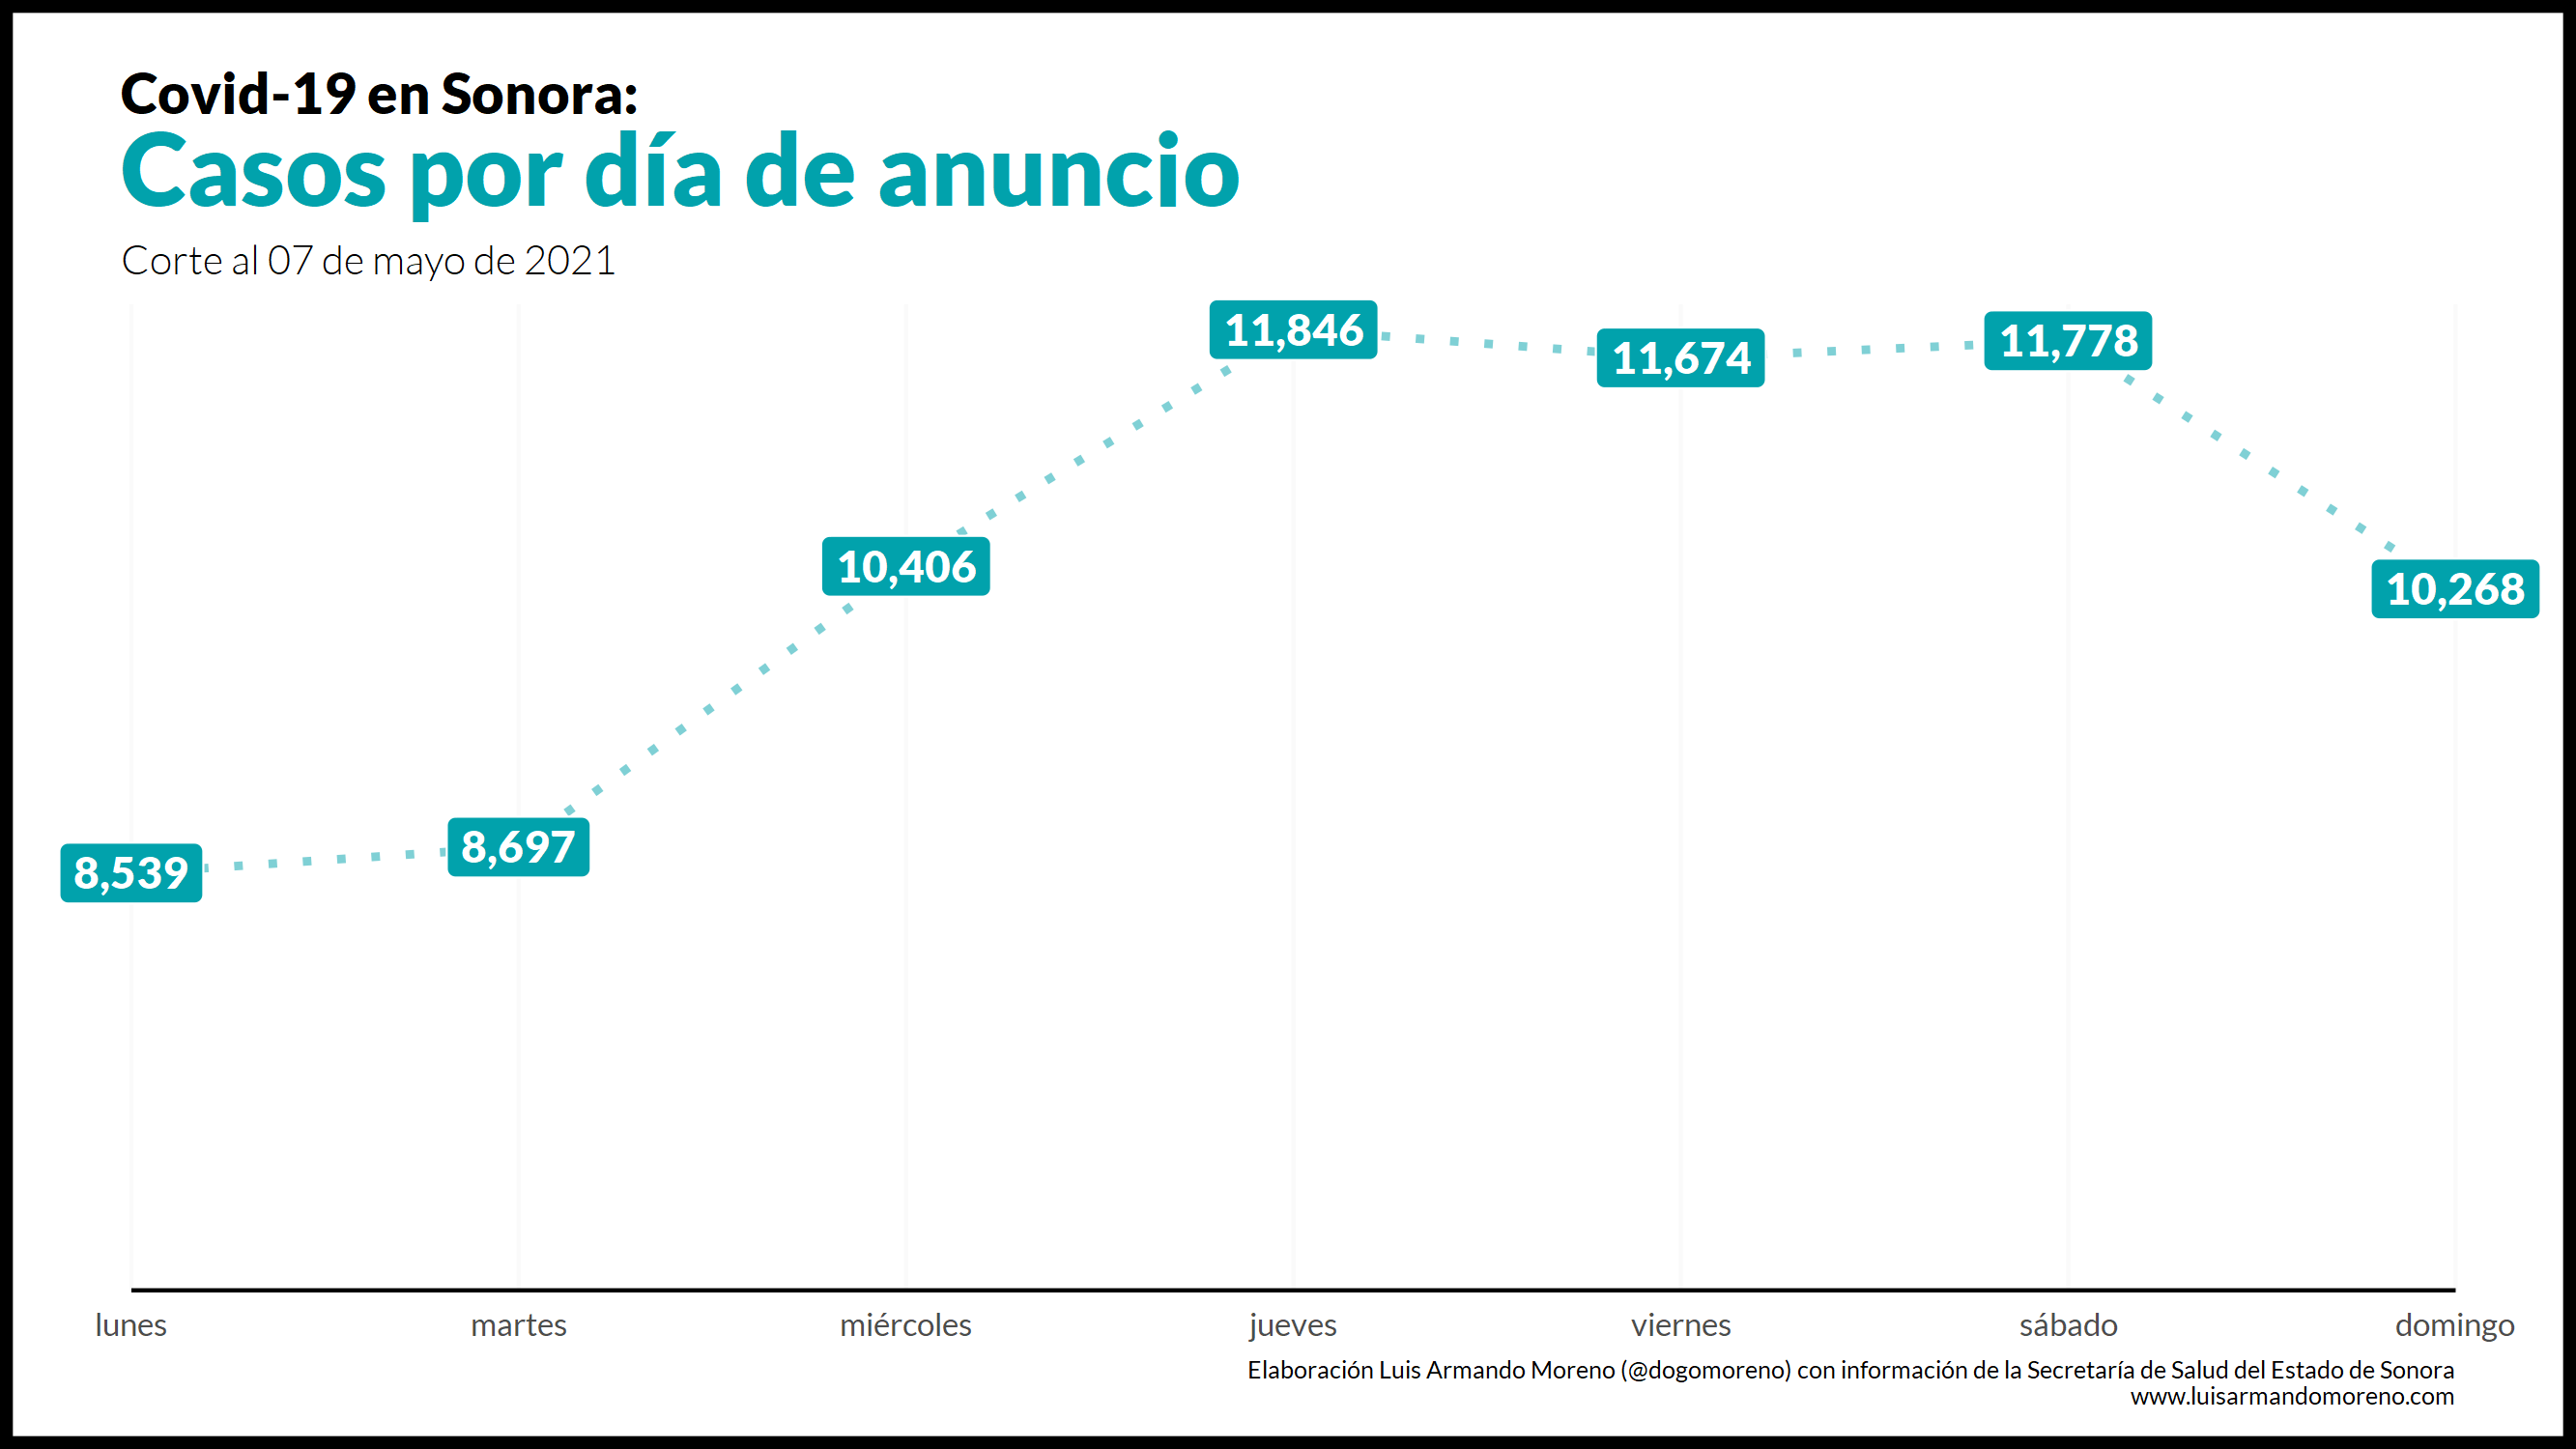 Covid-19 en Sonora:
Casos por día de anuncio
Corte al 07 de mayo de 2021
11,846
11,674
11,778
10,406
10,268
8,539
8,697
lunes martes miércoles jueves viernes sábado domingo
Elaboración Luis Armando Moreno (@dogomoreno) con información de la Secretaría de Salud del Estado de Sonora
www.luisarmandomoreno.com